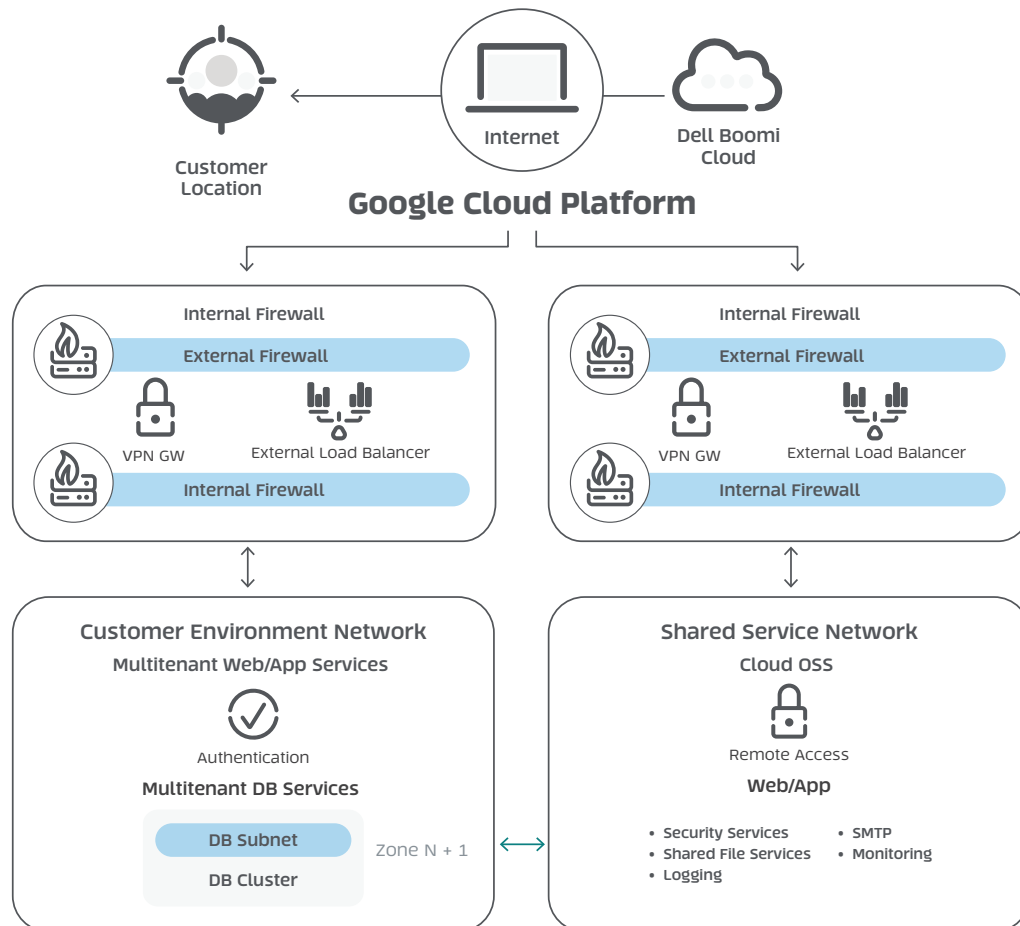 Internet
Dell Boomi
Cloud
Customer
Location
Google Cloud Platform
Internal Firewall
External Firewall
VPN GW
External Load Balancer
Internal Firewall
Internal Firewall
External Firewall
VPN GW
External Load Balancer
Internal Firewall
Customer Environment Network
Multitenant Web/App Services
Authentication
Multitenant DB Services
DB Subnet
DB Cluster
Zone N + 1
Shared Service Network
Cloud OSS
Remote Access
Web/App
• Security Services
• Shared File Services
• Logging
• SMTP
• Monitoring